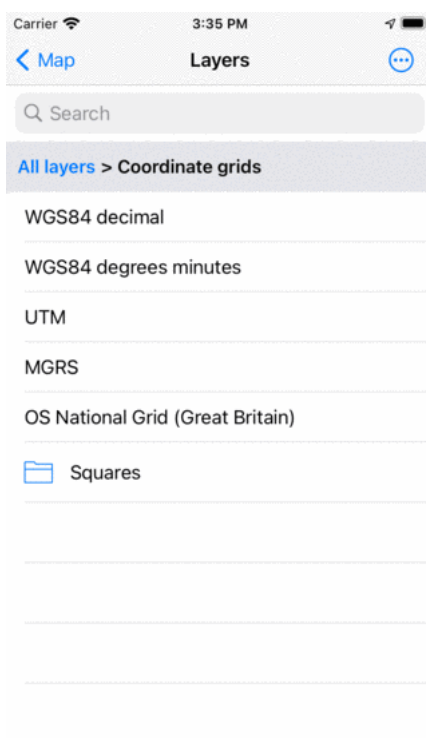 Carrier 3:35 PM
Map Layers
Search
All layers > Coordinate grids
WGS84 decimal
WGS84 degrees minutes
UTM
MGRS
OS National Grid (Great Britain)
Squares